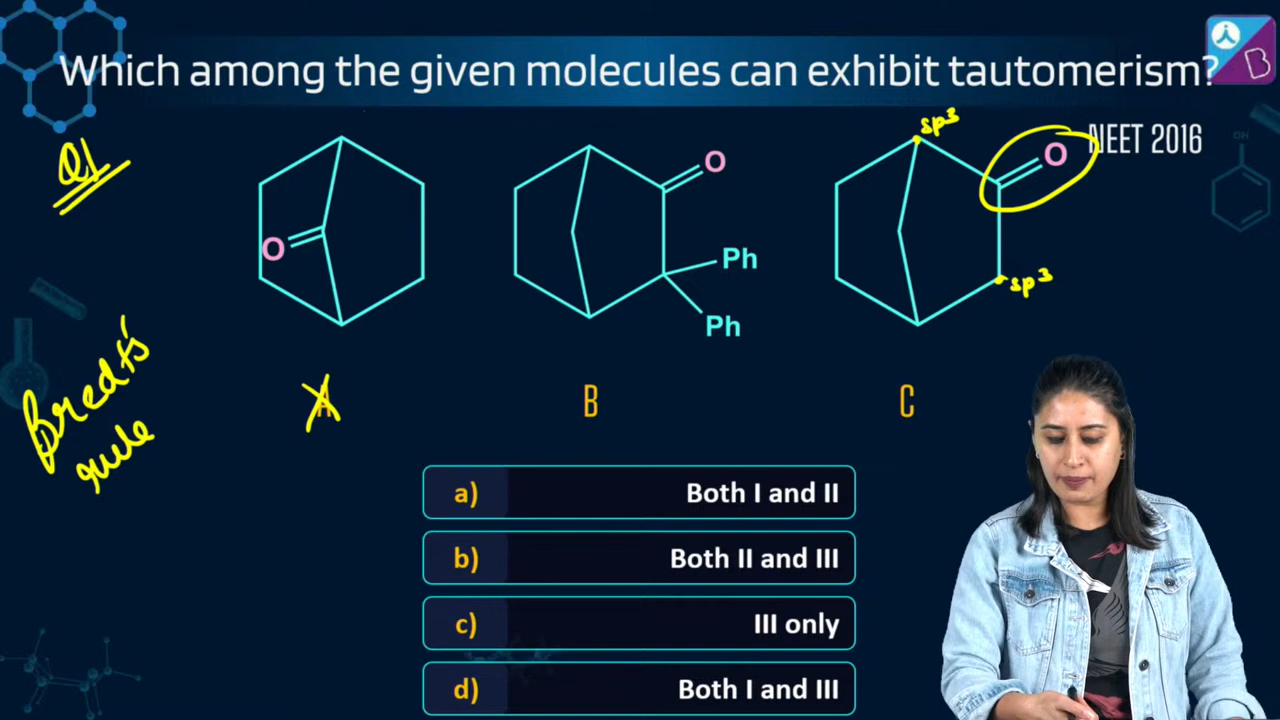 Which among the given molecules can exhibit tautomerism?
NEET 2016
Q1
sp³
O
O
O
Ph
sp³
Ph
Bredt's
rule
A
B
C
a) Both I and II
b) Both II and III
c) III only
d) Both I and III
OH
B